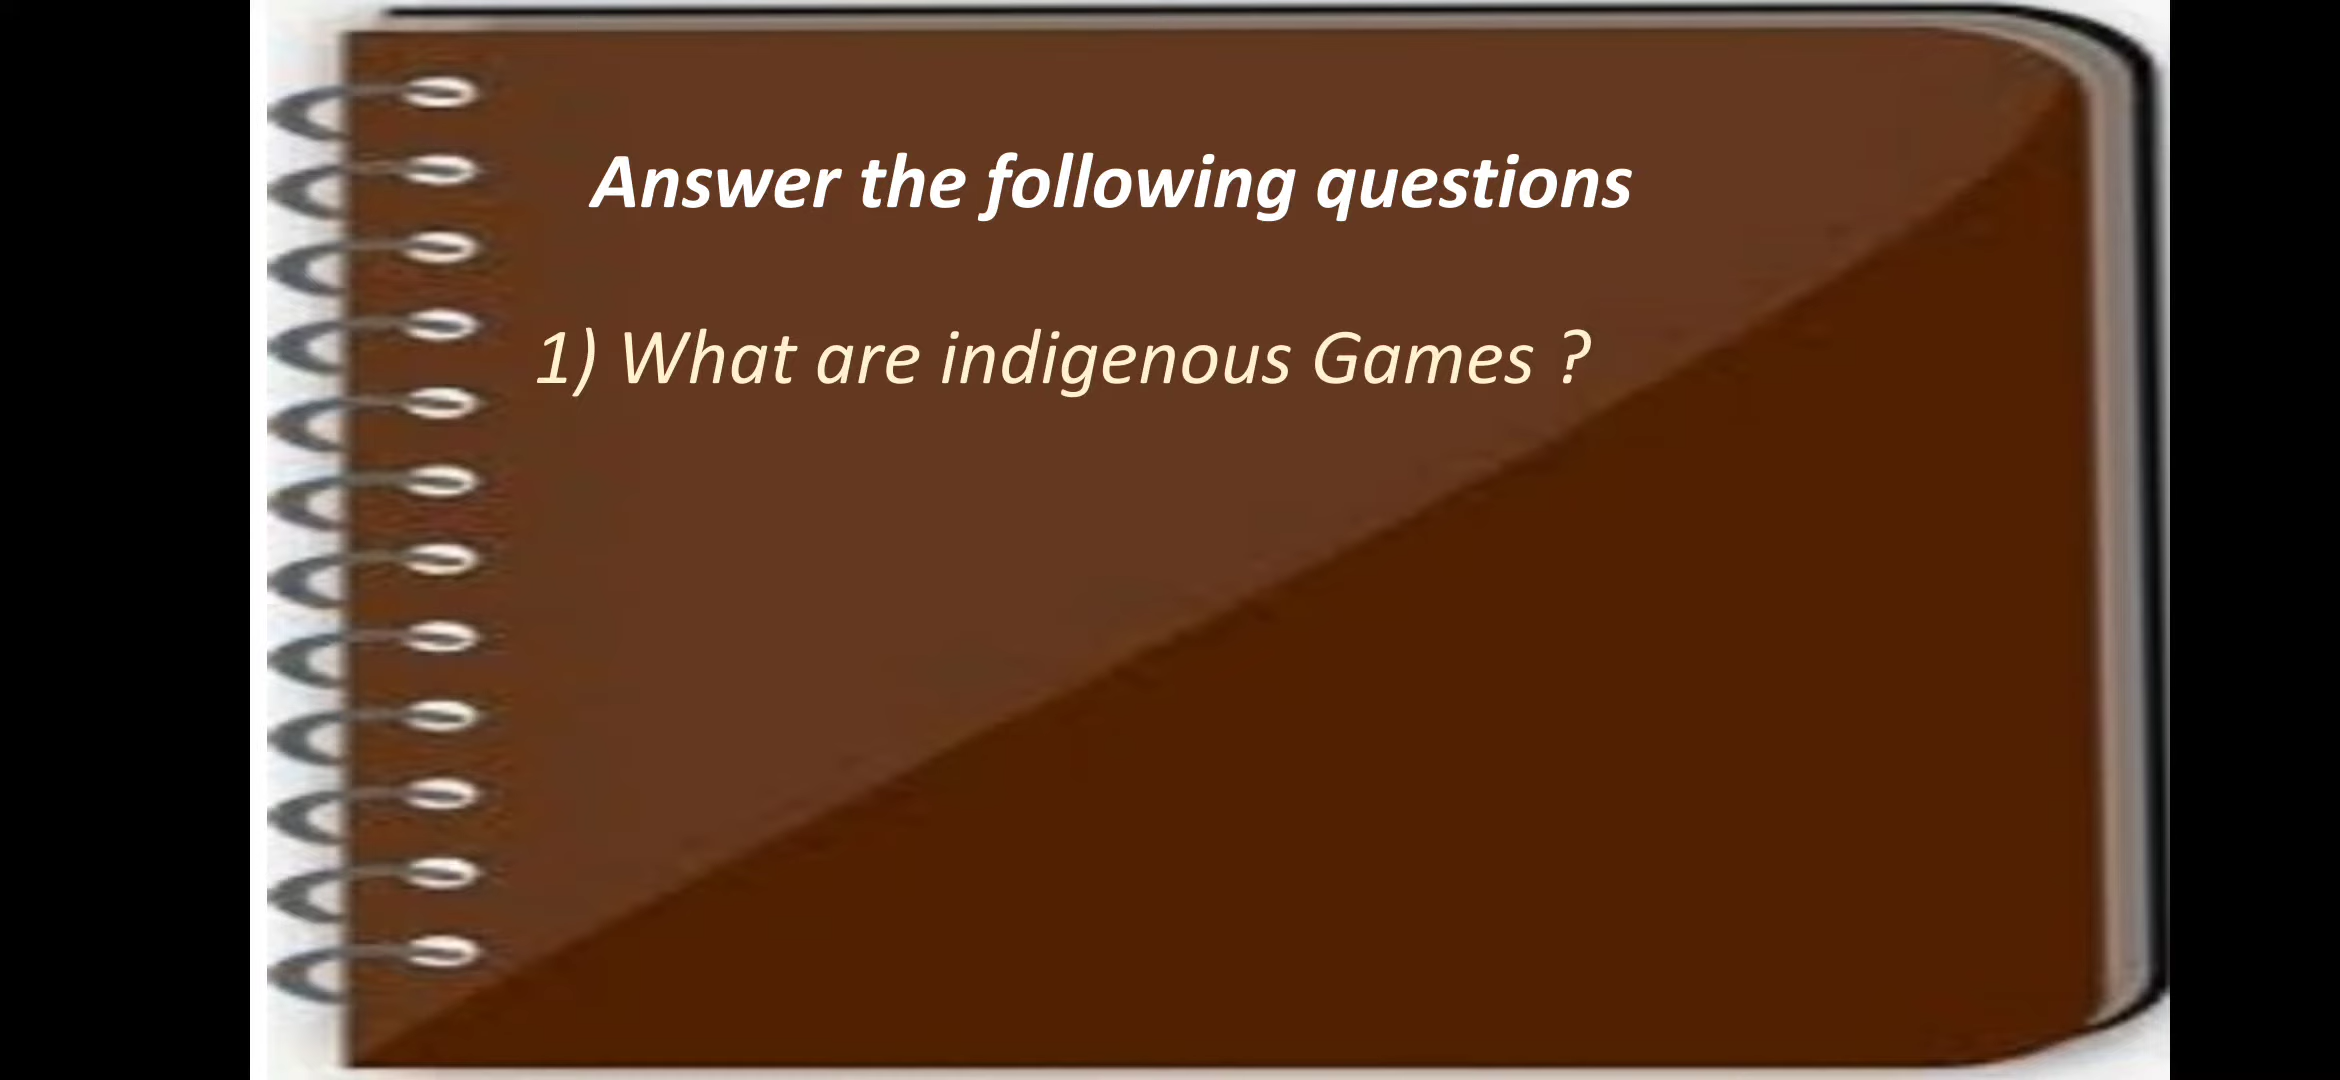 Answer the following questions
1) What are indigenous Games ?